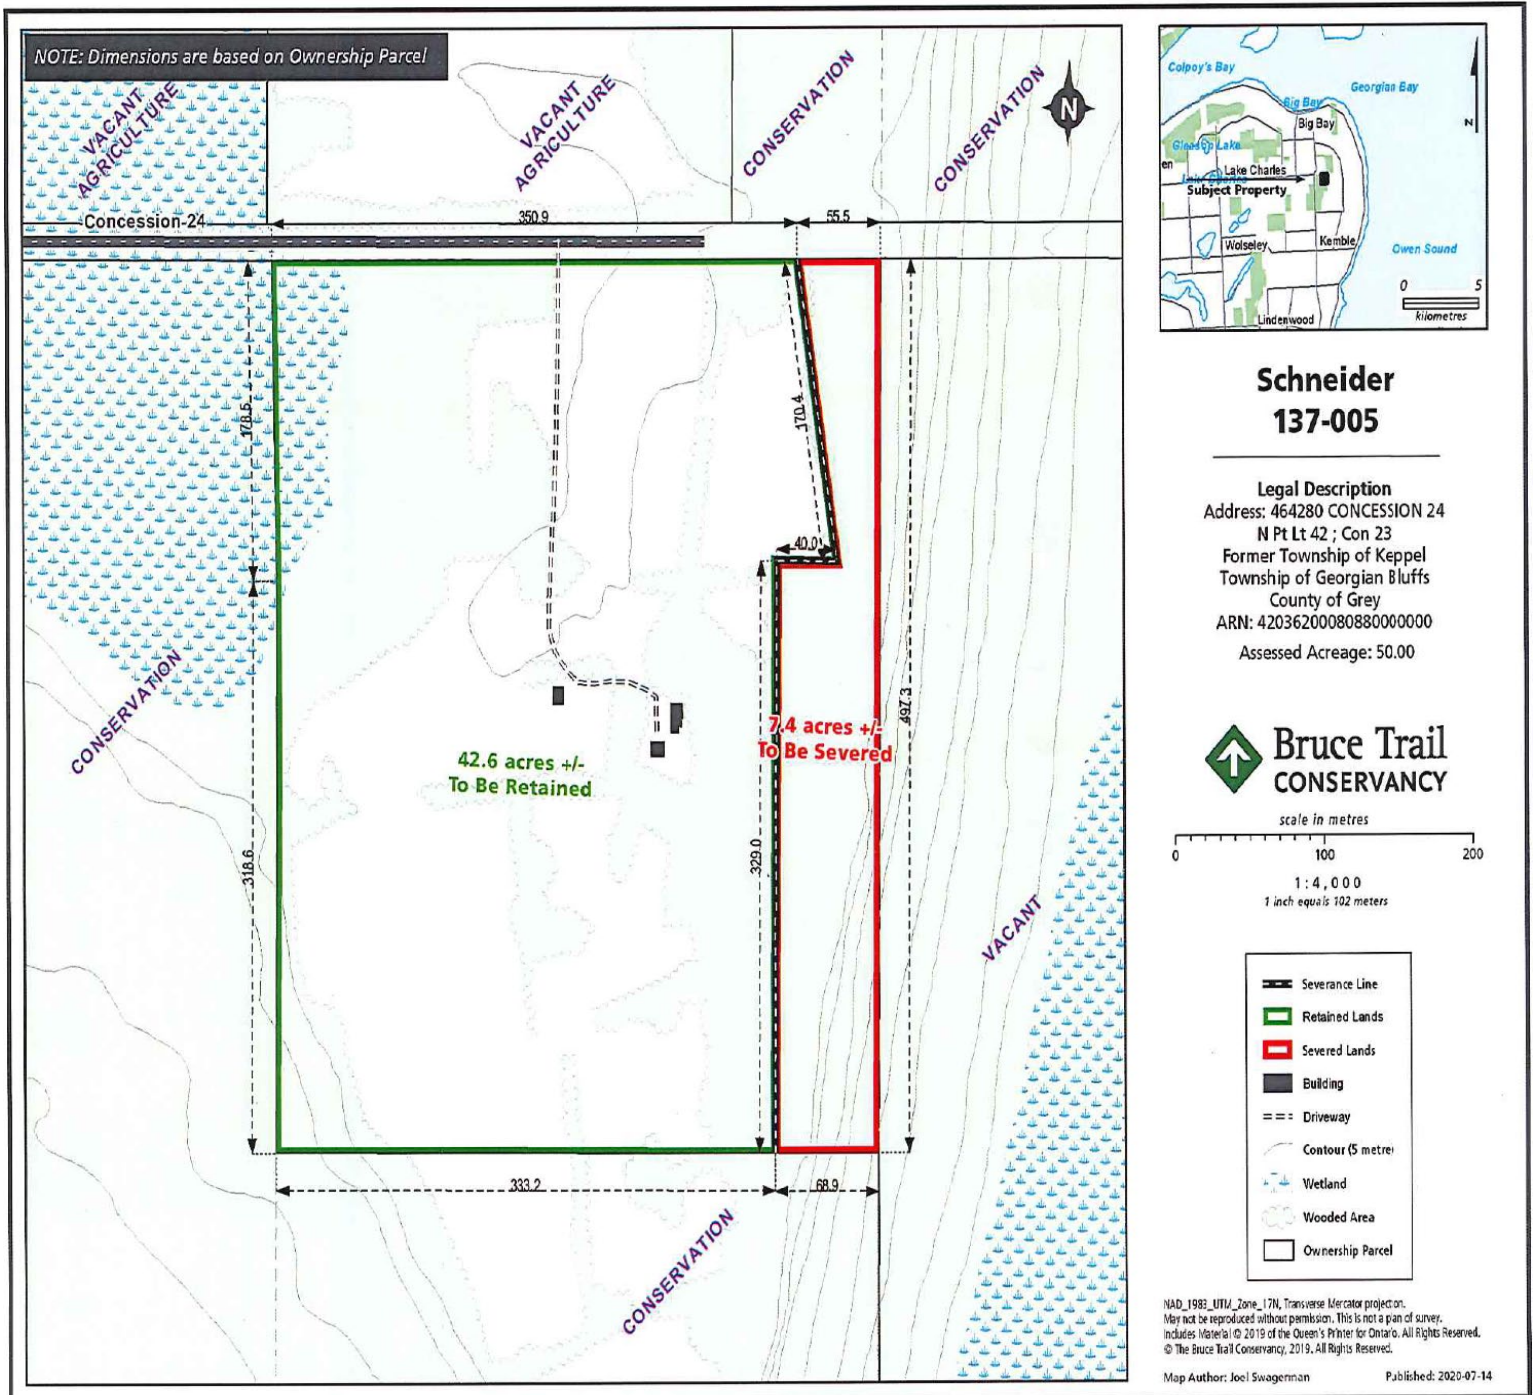 NOTE: Dimensions are based on Ownership Parcel
VACANT
AGRICULTURE
VACANT
AGRICULTURE
CONSERVATION
CONSERVATION
N
Concession-24
350.9
55.5
178.5
170.4
40.0
497.3
318.6
329.0
42.6 acres +/-
To Be Retained
7.4 acres +/-
To Be Severed
CONSERVATION
VACANT
333.2
68.9
CONSERVATION
Colpoy's Bay
Georgian Bay
Big Bay
Big Bay
N
Gleason Lake
en
Lake Charles
Subject Property
Wolseley
Kemble
Owen Sound
0 5
kilometres
Lindenwood
Schneider
137-005
Legal Description
Address: 464280 CONCESSION 24
N Pt Lt 42 ; Con 23
Former Township of Keppel
Township of Georgian Bluffs
County of Grey
ARN: 42036200080880000000
Assessed Acreage: 50.00
Bruce Trail
CONSERVANCY
scale in metres
0 100 200
1:4,000
1 inch equals 102 meters
Severance Line
Retained Lands
Severed Lands
Building
Driveway
Contour (5 metre
Wetland
Wooded Area
Ownership Parcel
NAD_1983_UTM_Zone_17N, Transverse Mercator projection.
May not be reproduced without permission. This is not a pan of survey.
Includes Material © 2019 of the Queen's Printer for Ontario. All Rights Reserved.
© The Bruce Trail Conservancy, 2019. All Rights Reserved.
Map Author: Joel Swagerman
Published: 2020-07-14